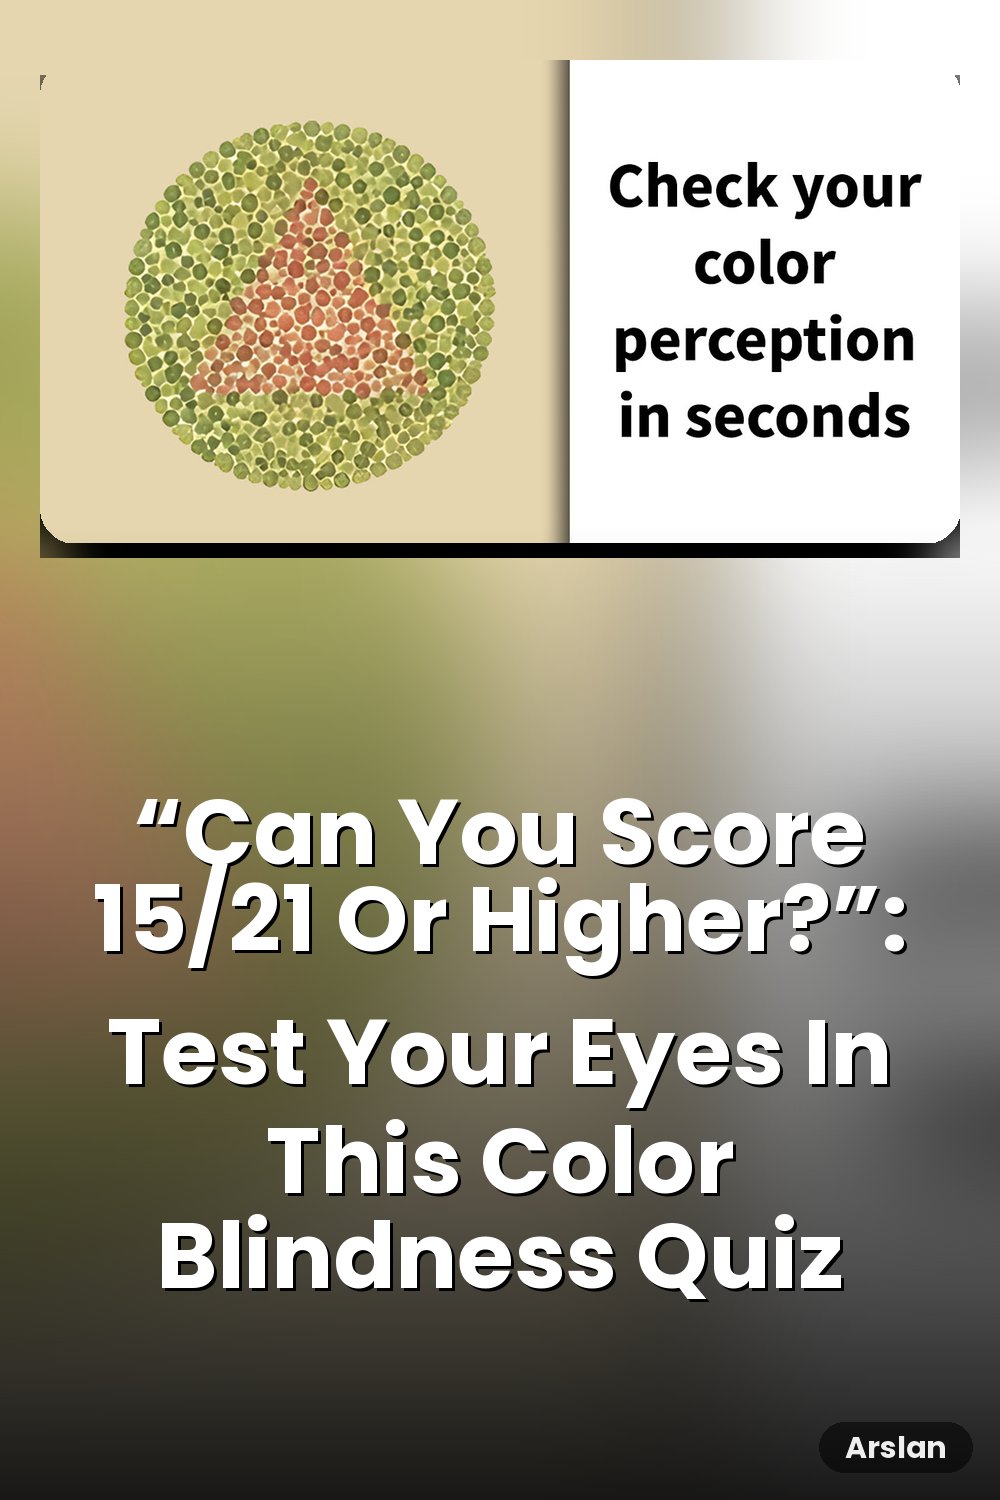 Check your
color
perception
in seconds
“Can You Score
15/21 Or Higher?”:
Test Your Eyes In
This Color
Blindness Quiz
Arslan